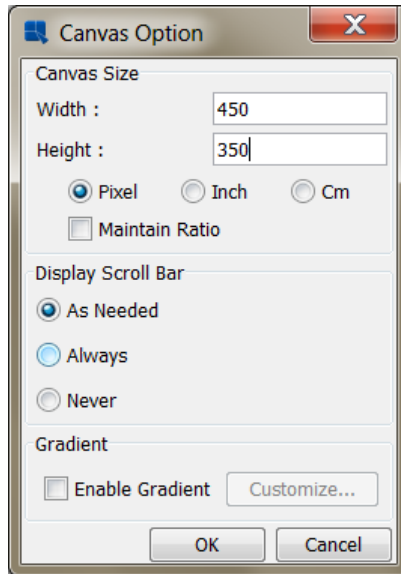 Canvas Option
Canvas Size
Width : 450
Height : 350
Pixel Inch Cm
Maintain Ratio
Display Scroll Bar
As Needed
Always
Never
Gradient
Enable Gradient Customize...
OK Cancel